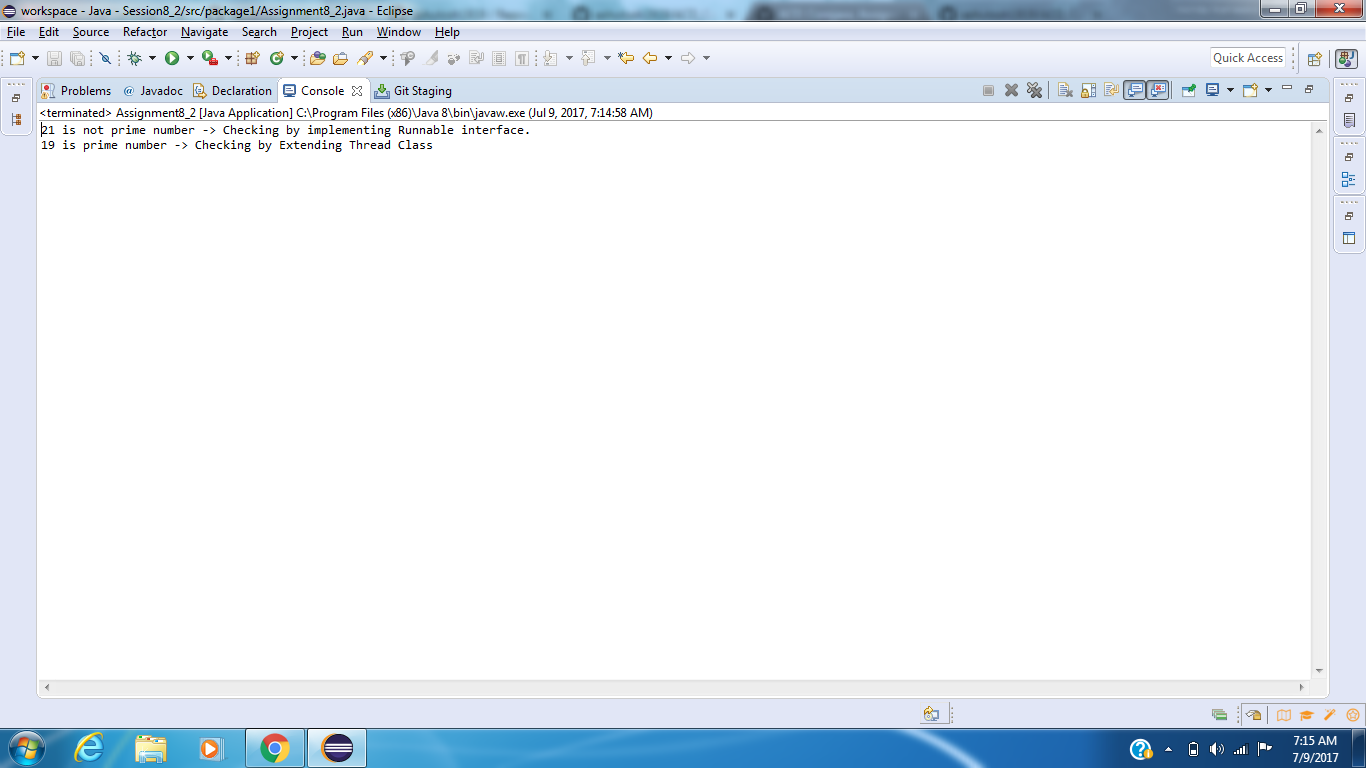 workspace - Java - Session8_2/src/package1/Assignment8_2.java - Eclipse
File Edit Source Refactor Navigate Search Project Run Window Help
Quick Access
Problems @ Javadoc Declaration Console Git Staging
<terminated> Assignment8_2 [Java Application] C:\Program Files (x86)\Java 8\bin\javaw.exe (Jul 9, 2017, 7:14:58 AM)
21 is not prime number -> Checking by implementing Runnable interface.
19 is prime number -> Checking by Extending Thread Class
7:15 AM
7/9/2017